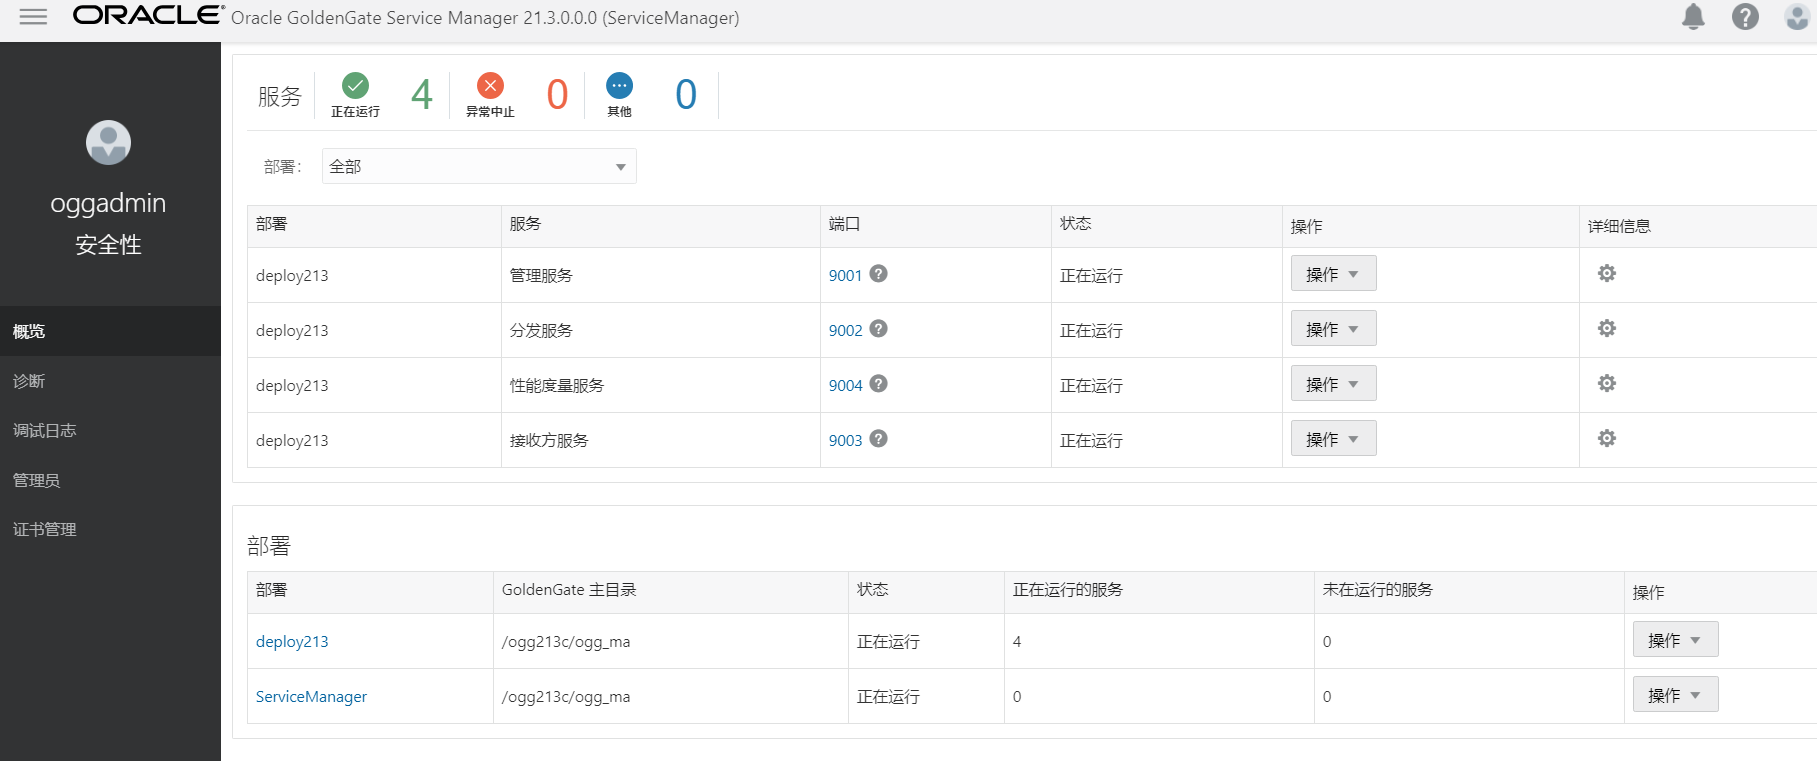 ORACLE® Oracle GoldenGate Service Manager 21.3.0.0.0 (ServiceManager)
oggadmin
安全性
概览
诊断
调试日志
管理员
证书管理
服务 正在运行 4 异常中止 0 其他 0
部署: 全部
部署 服务 端口 状态 操作 详细信息
deploy213 管理服务 9001 正在运行 操作
deploy213 分发服务 9002 正在运行 操作
deploy213 性能度量服务 9004 正在运行 操作
deploy213 接收方服务 9003 正在运行 操作
部署
部署 GoldenGate 主目录 状态 正在运行的服务 未在运行的服务 操作
deploy213 /ogg213c/ogg_ma 正在运行 4 0 操作
ServiceManager /ogg213c/ogg_ma 正在运行 0 0 操作